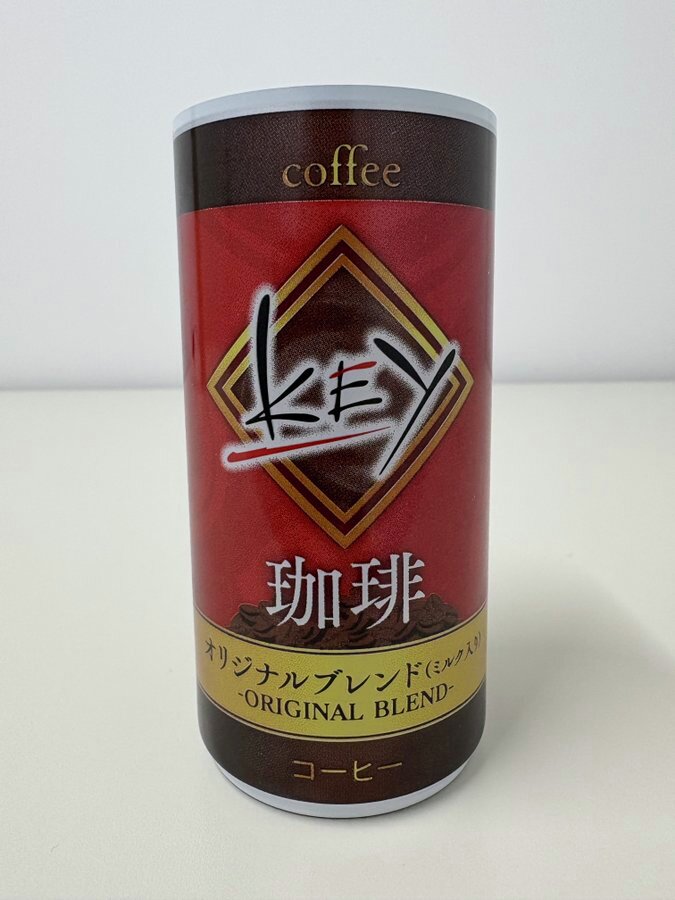 coffee
KEY
珈琲
オリジナルブレンド(ミルク入り)
-ORIGINAL BLEND-
コーヒー